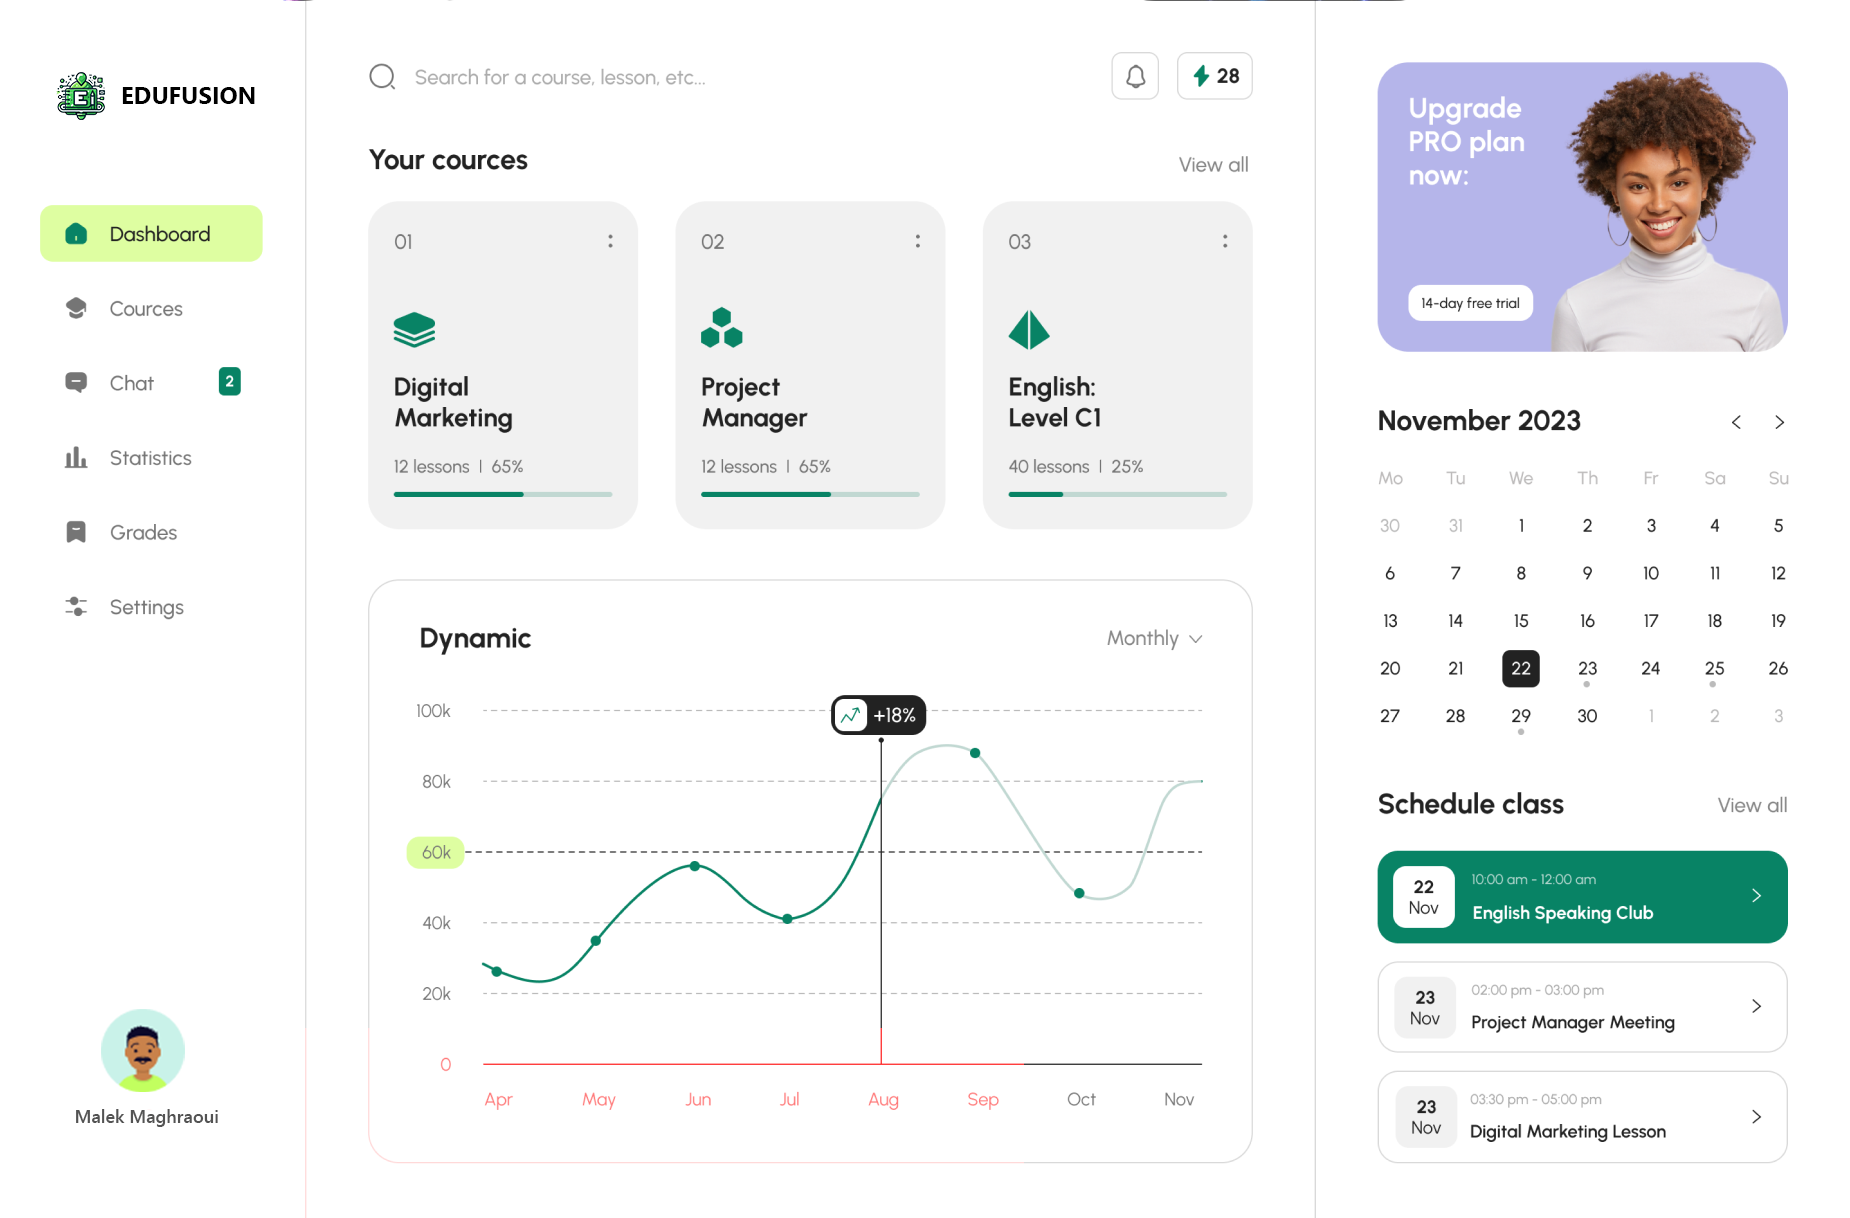 EDUFUSION
Dashboard
Cources
Chat 2
Statistics
Grades
Settings
Malek Maghraoui
Search for a course, lesson, etc...
28
Your cources
View all
01
Digital
Marketing
12 lessons | 65%
02
Project
Manager
12 lessons | 65%
03
English:
Level C1
40 lessons | 25%
Dynamic
Monthly
+18%
100k
80k
60k
40k
20k
0
Apr May Jun Jul Aug Sep Oct Nov
Upgrade
PRO plan
now:
14-day free trial
November 2023
Mo Tu We Th Fr Sa Su
30 31 1 2 3 4 5
6 7 8 9 10 11 12
13 14 15 16 17 18 19
20 21 22 23 24 25 26
27 28 29 30 1 2 3
Schedule class
View all
22
Nov
10:00 am - 12:00 am
English Speaking Club
23
Nov
02:00 pm - 03:00 pm
Project Manager Meeting
23
Nov
03:30 pm - 05:00 pm
Digital Marketing Lesson